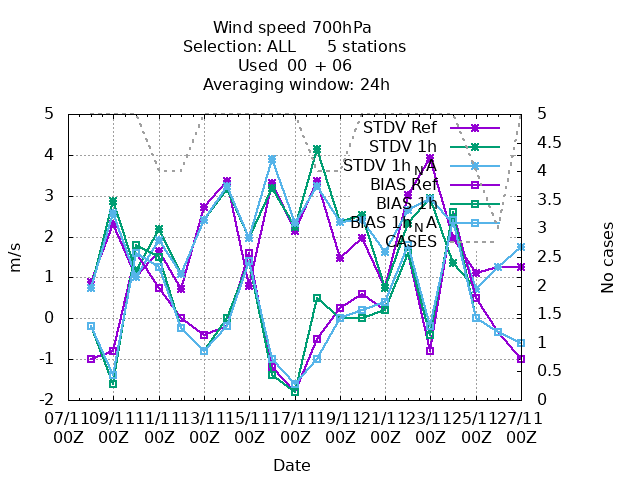 Wind speed 700hPa
Selection: ALL 5 stations
Used 00 + 06
Averaging window: 24h
STDV Ref
STDV 1h
STDV 1h_N A
BIAS Ref
BIAS 1h
BIAS 1h_N A
CASES
5
4
3
2
1
0
-1
-2
m/s
5
4.5
4
3.5
3
2.5
2
1.5
1
0.5
0
No cases
07/11 09/11 11/11 13/11 15/11 17/11 19/11 21/11 23/11 25/11 27/11
00Z 00Z 00Z 00Z 00Z 00Z 00Z 00Z 00Z 00Z 00Z
Date